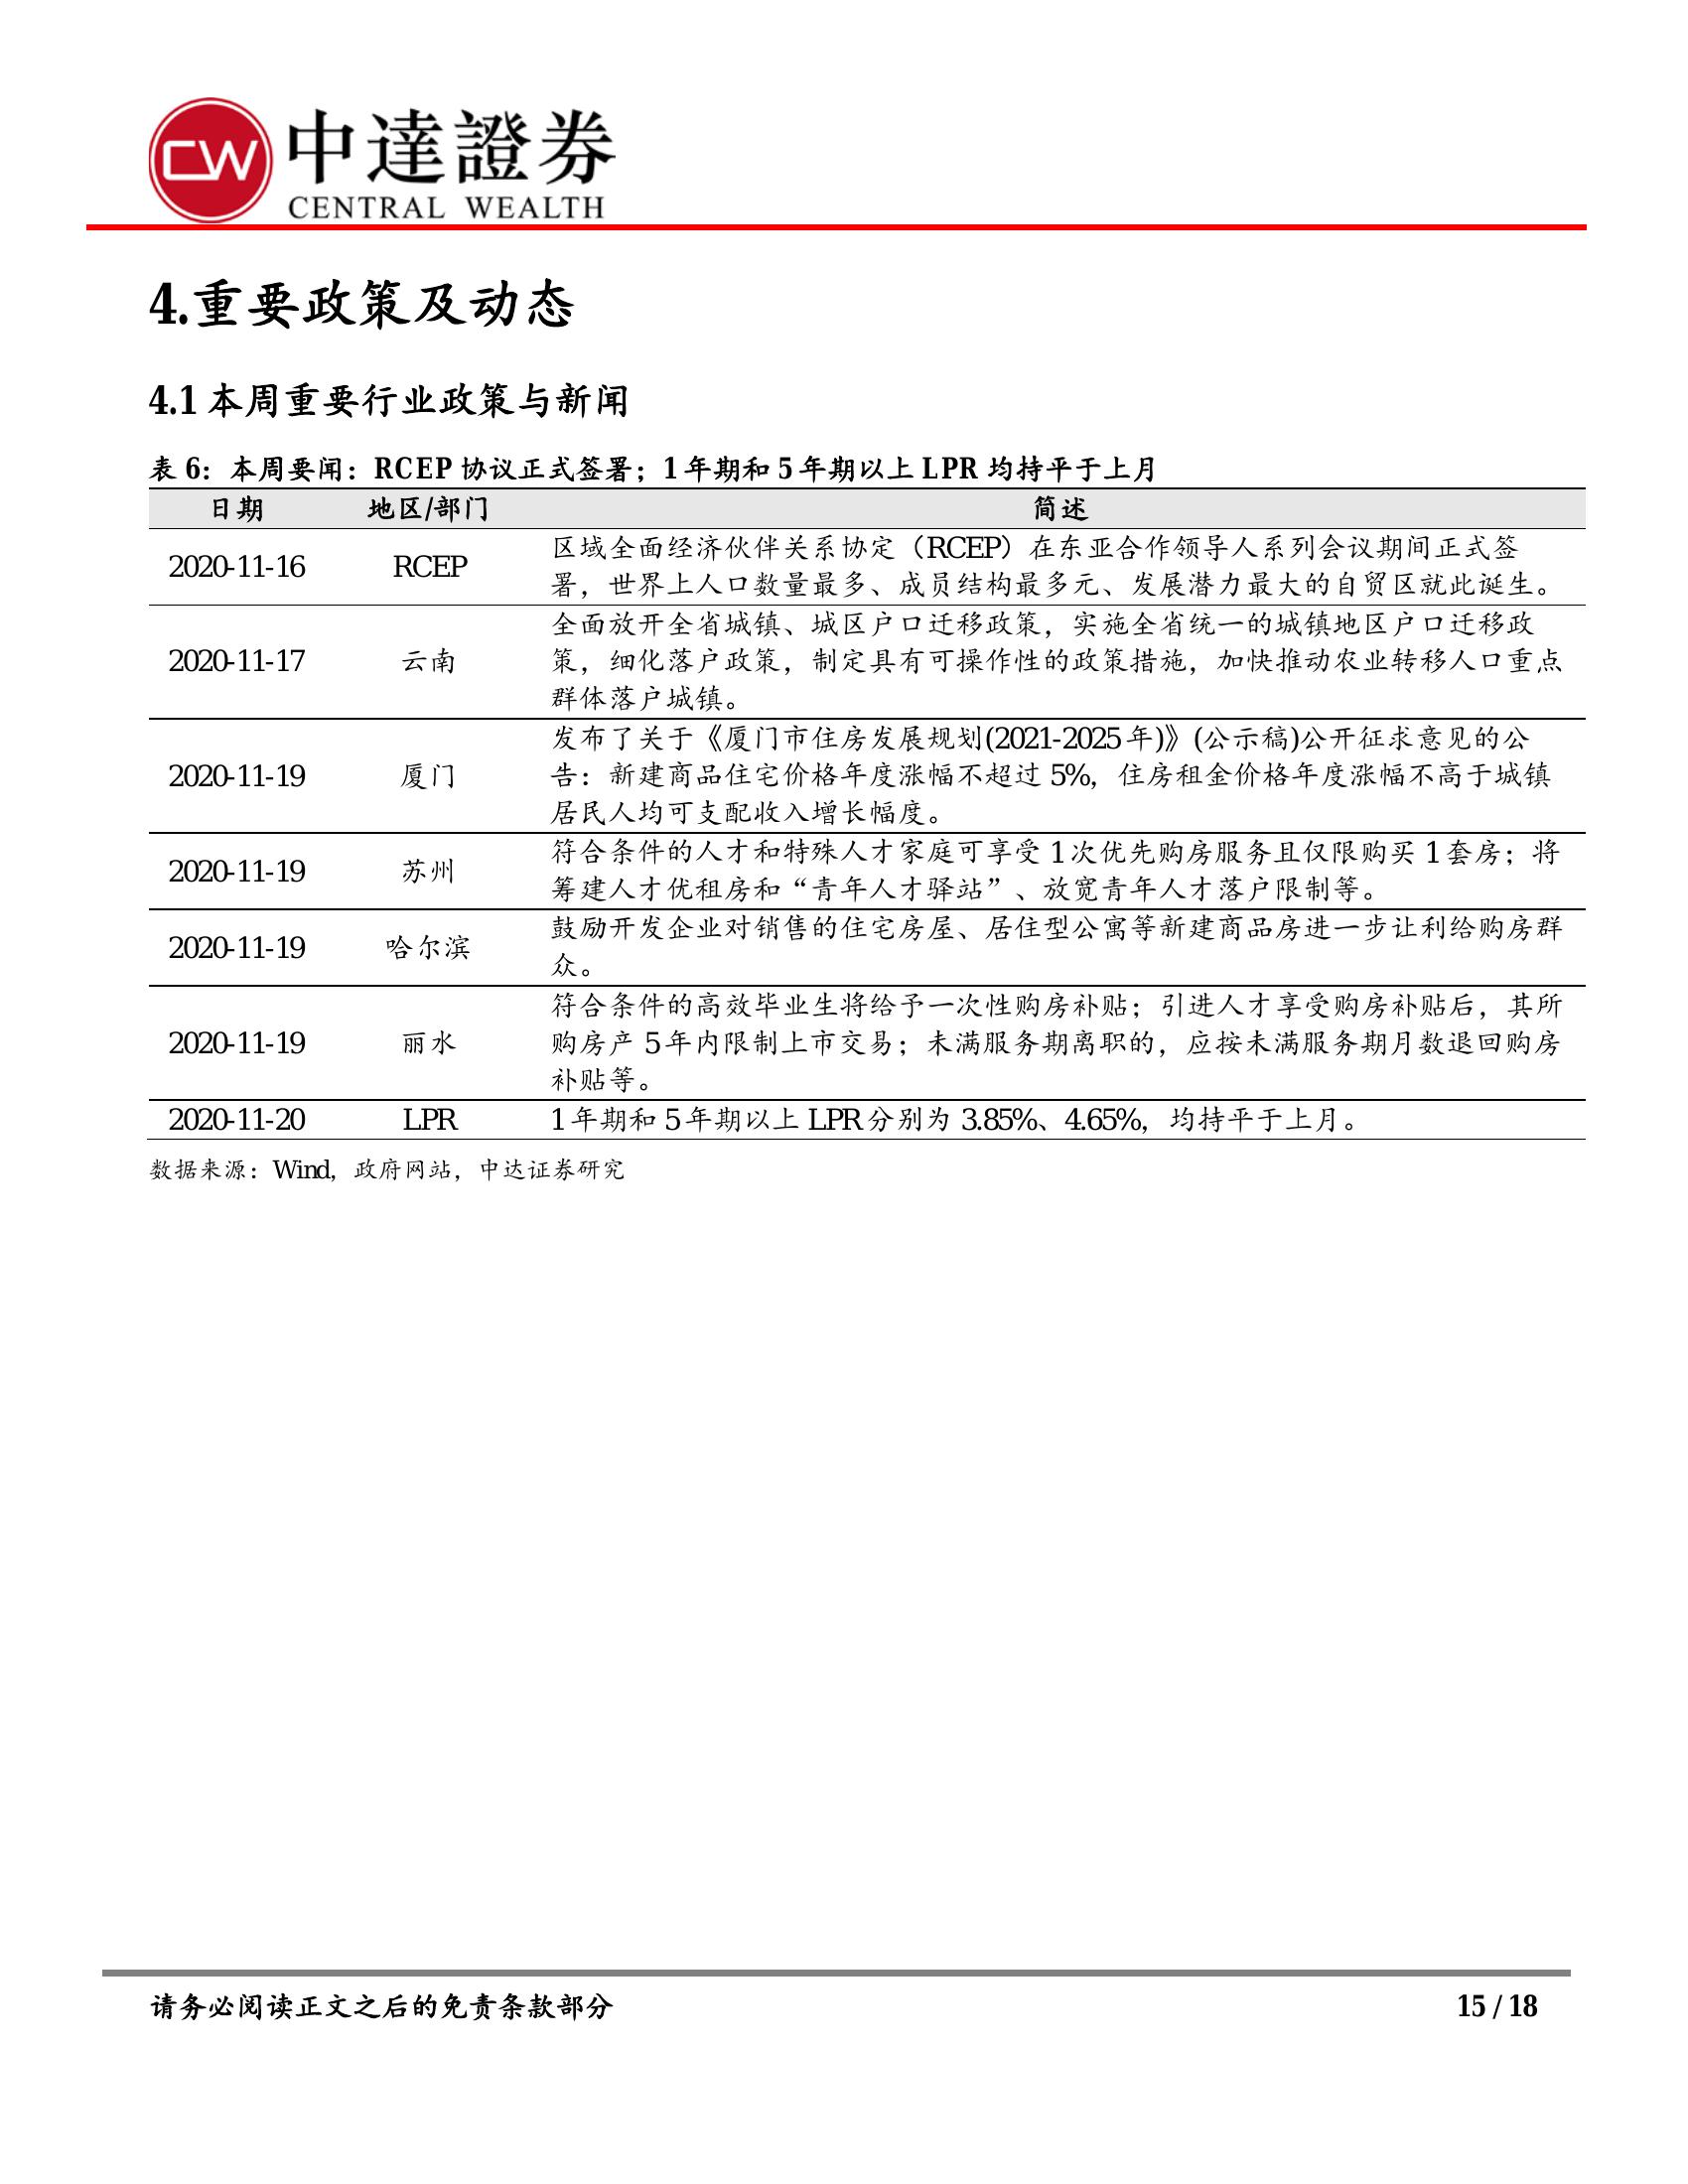 CW 中達證券
CENTRAL WEALTH
4.重要政策及动态
4.1 本周重要行业政策与新闻
表 6：本周要闻：RCEP 协议正式签署；1 年期和 5 年期以上 LPR 均持平于上月
日期 地区/部门 简述
2020-11-16 RCEP 区域全面经济伙伴关系协定（RCEP）在东亚合作领导人系列会议期间正式签
署，世界上人口数量最多、成员结构最多元、发展潜力最大的自贸区就此诞生。
2020-11-17 云南 全面放开全省城镇、城区户口迁移政策，实施全省统一的城镇地区户口迁移政
策，细化落户政策，制定具有可操作性的政策措施，加快推动农业转移人口重点
群体落户城镇。
2020-11-19 厦门 发布了关于《厦门市住房发展规划(2021-2025 年)》(公示稿)公开征求意见的公
告：新建商品住宅价格年度涨幅不超过 5%，住房租金价格年度涨幅不高于城镇
居民人均可支配收入增长幅度。
2020-11-19 苏州 符合条件的人才和特殊人才家庭可享受 1 次优先购房服务且仅限购买 1 套房；将
筹建人才优租房和“青年人才驿站”、放宽青年人才落户限制等。
2020-11-19 哈尔滨 鼓励开发企业对销售的住宅房屋、居住型公寓等新建商品房进一步让利给购房群
众。
2020-11-19 丽水 符合条件的高效毕业生将给予一次性购房补贴；引进人才享受购房补贴后，其所
购房产 5 年内限制上市交易；未满服务期离职的，应按未满服务期月数退回购房
补贴等。
2020-11-20 LPR 1 年期和 5 年期以上 LPR 分别为 3.85%、4.65%，均持平于上月。
数据来源：Wind，政府网站，中达证券研究
请务必阅读正文之后的免责条款部分 15 / 18